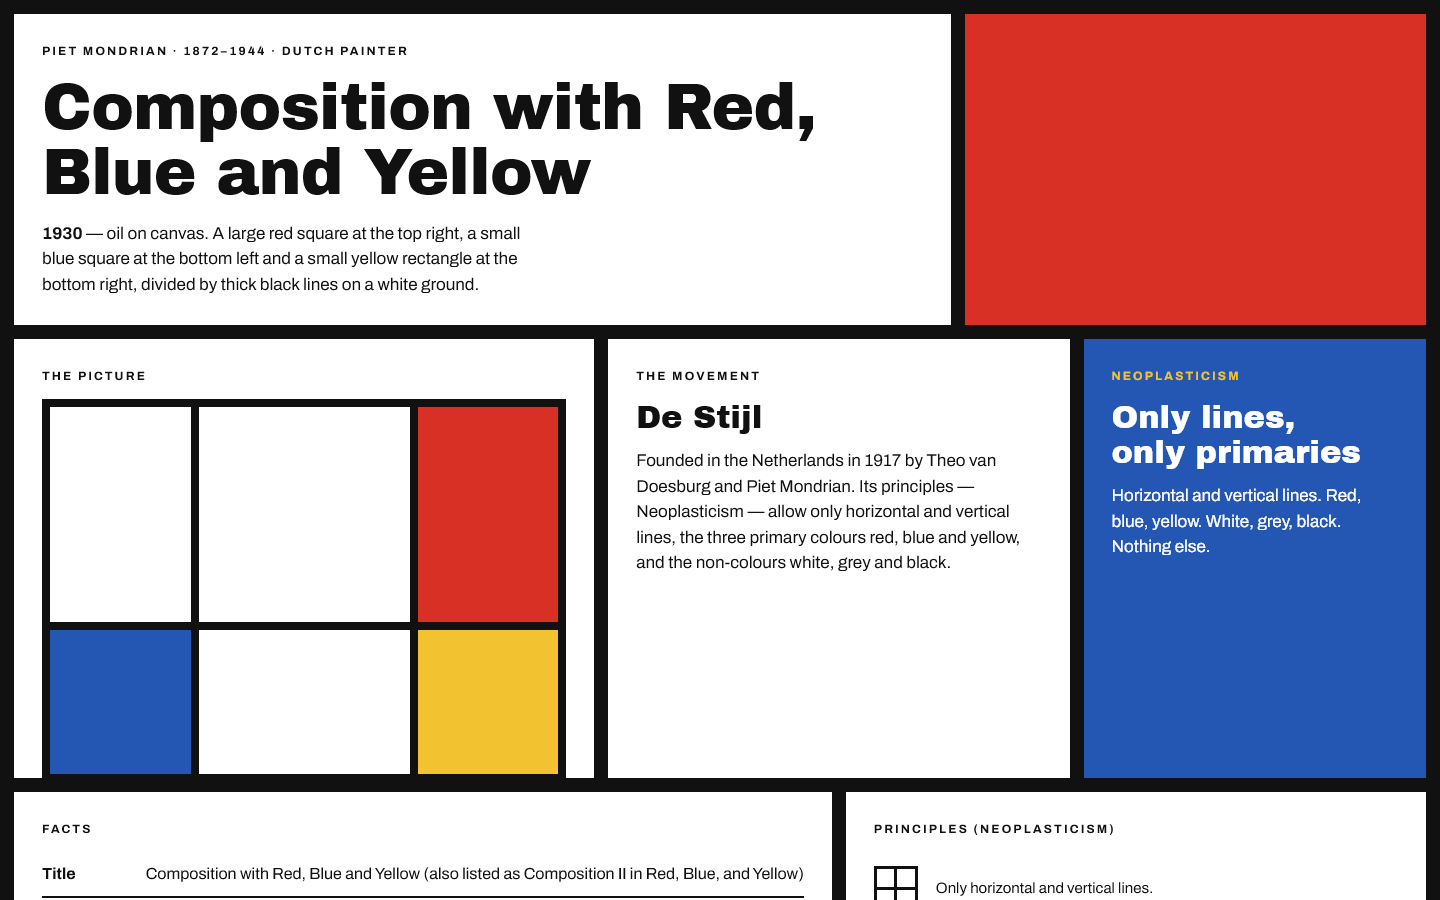 PIET MONDRIAN · 1872–1944 · DUTCH PAINTER
Composition with Red,
Blue and Yellow
1930 — oil on canvas. A large red square at the top right, a small
blue square at the bottom left and a small yellow rectangle at the
bottom right, divided by thick black lines on a white ground.
THE PICTURE
THE MOVEMENT
De Stijl
Founded in the Netherlands in 1917 by Theo van
Doesburg and Piet Mondrian. Its principles —
Neoplasticism — allow only horizontal and vertical
lines, the three primary colours red, blue and yellow,
and the non-colours white, grey and black.
NEOPLASTICISM
Only lines,
only primaries
Horizontal and vertical lines. Red,
blue, yellow. White, grey, black.
Nothing else.
FACTS
Title
Composition with Red, Blue and Yellow (also listed as Composition II in Red, Blue, and Yellow)
PRINCIPLES (NEOPLASTICISM)
Only horizontal and vertical lines.